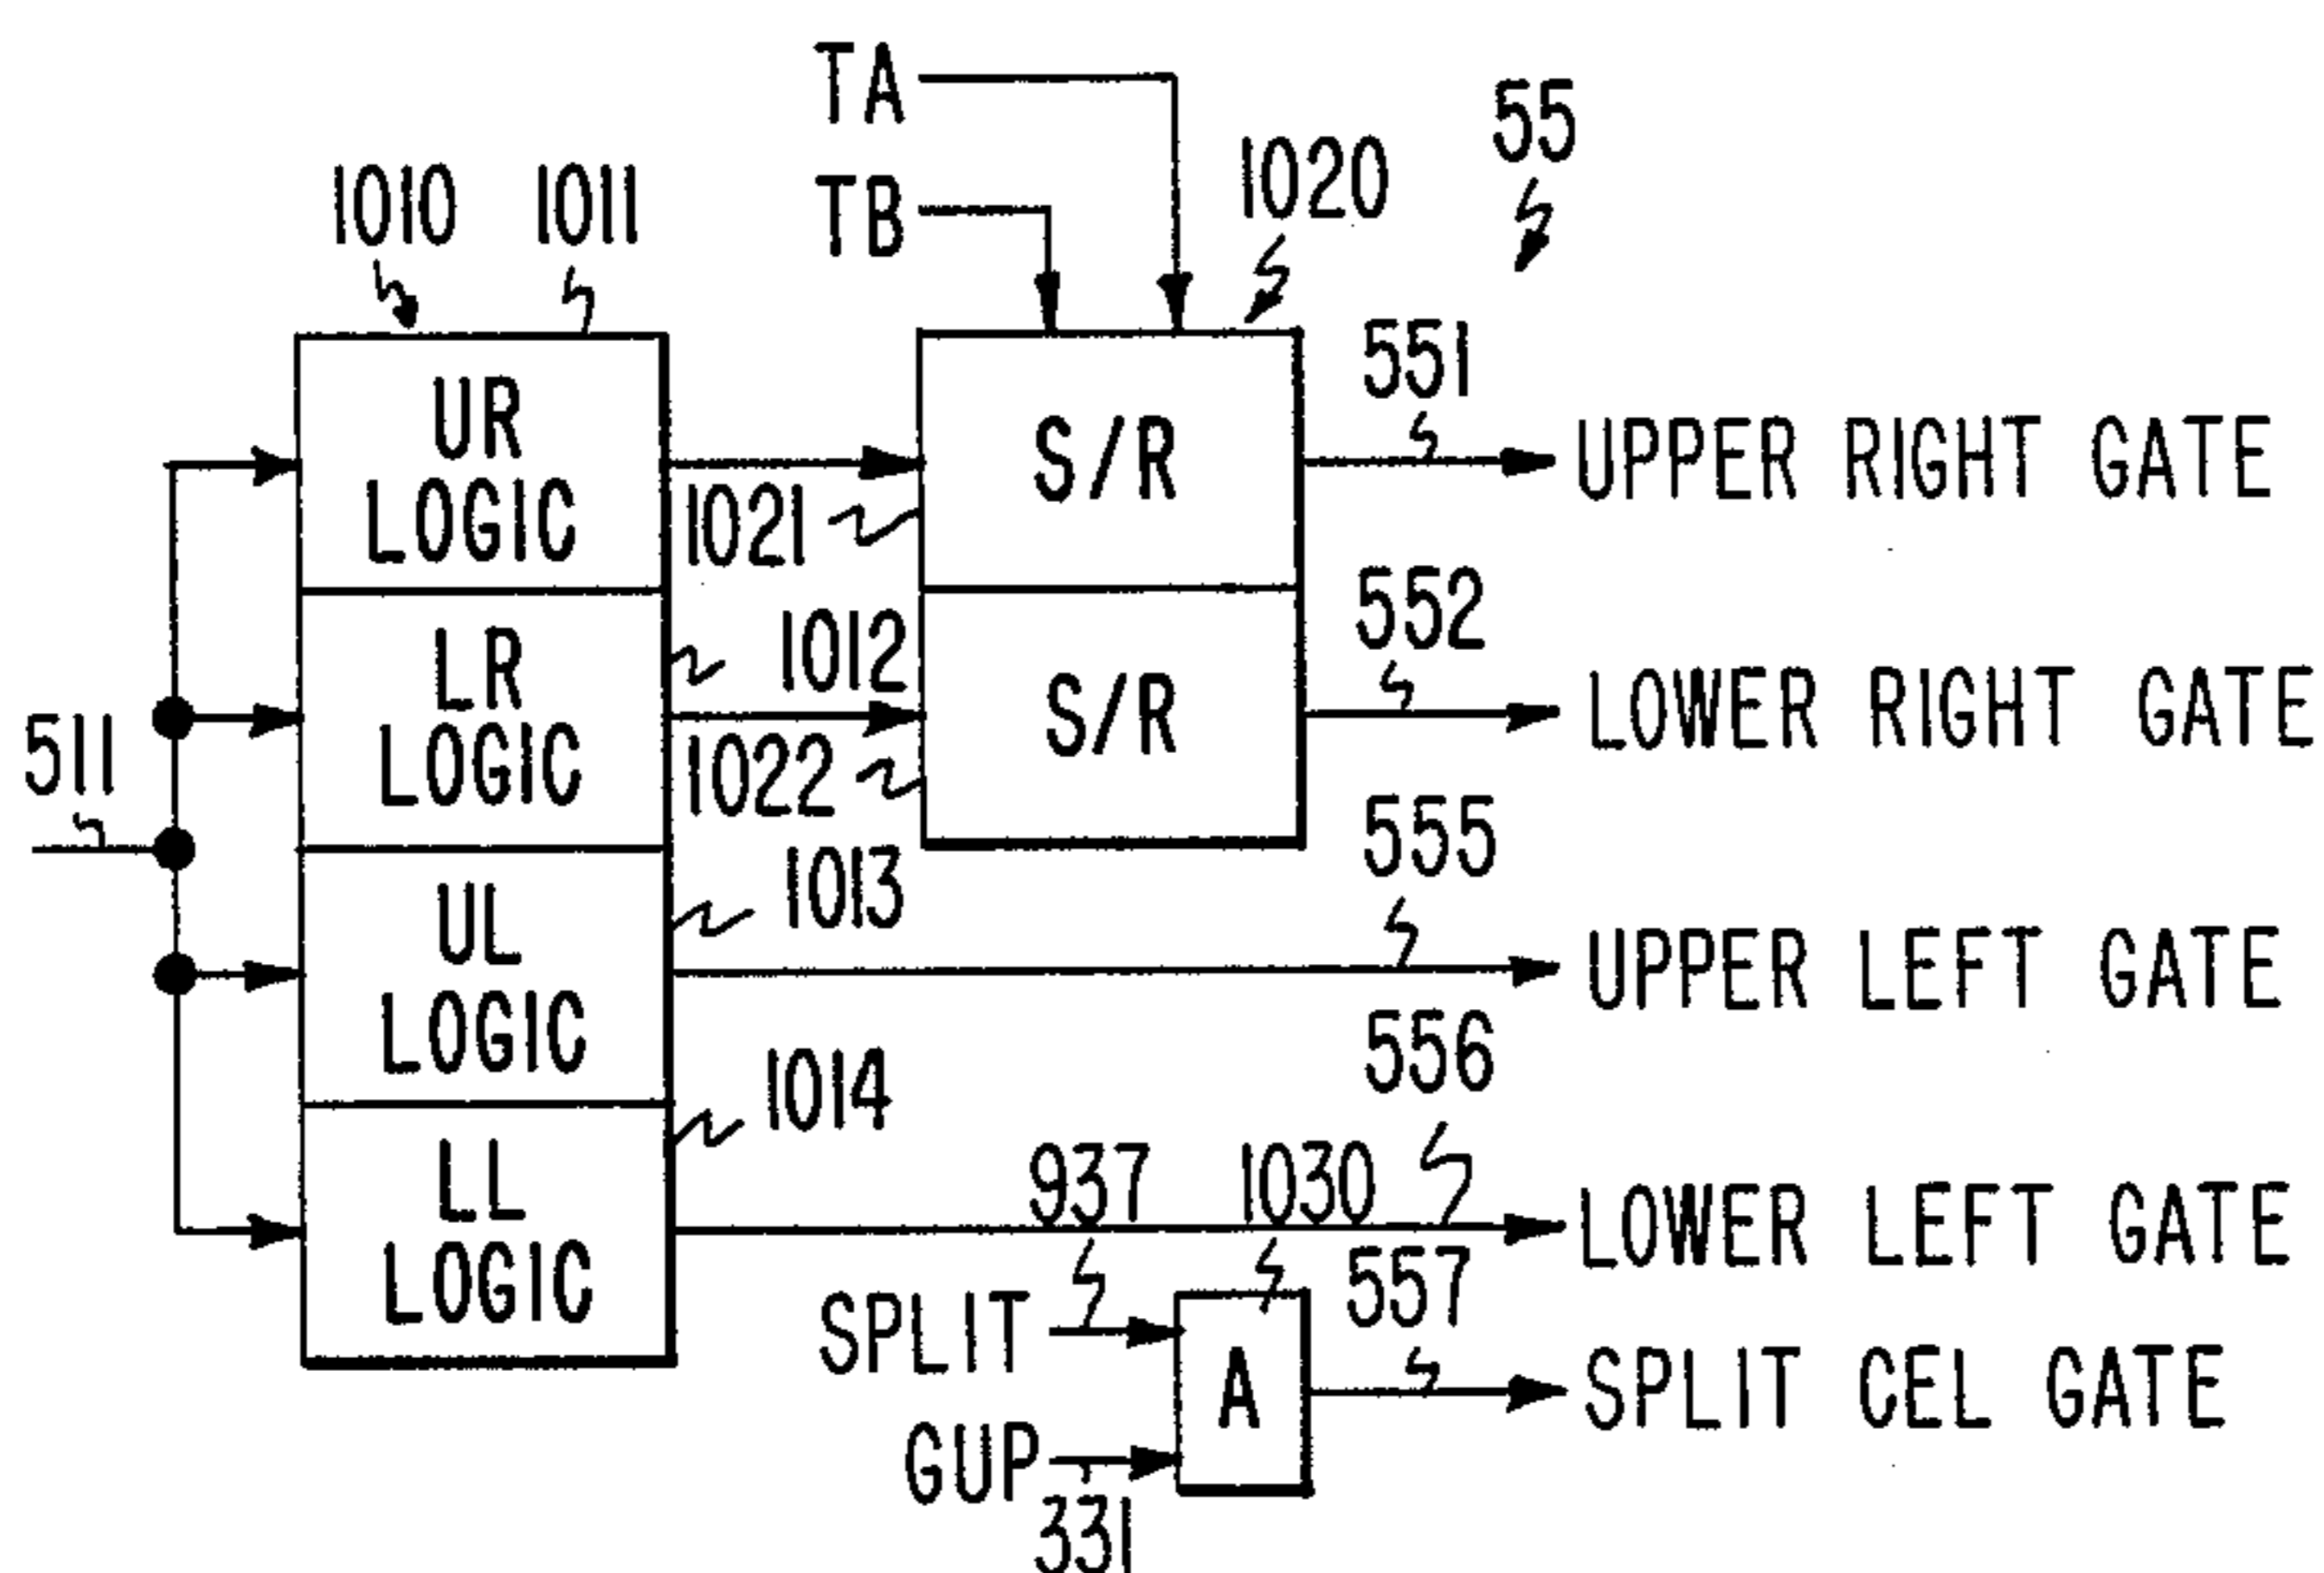 TA
55
1010 1011 TB 1020
551
UR LOGIC
S/R
UPPER RIGHT GATE
1021
552
1012
LR LOGIC
S/R
LOWER RIGHT GATE
511
1022
555
1013
UL LOGIC
UPPER LEFT GATE
556
1014
937 1030
LL LOGIC
LOWER LEFT GATE
557
SPLIT
A
SPLIT CEL GATE
GUP
331